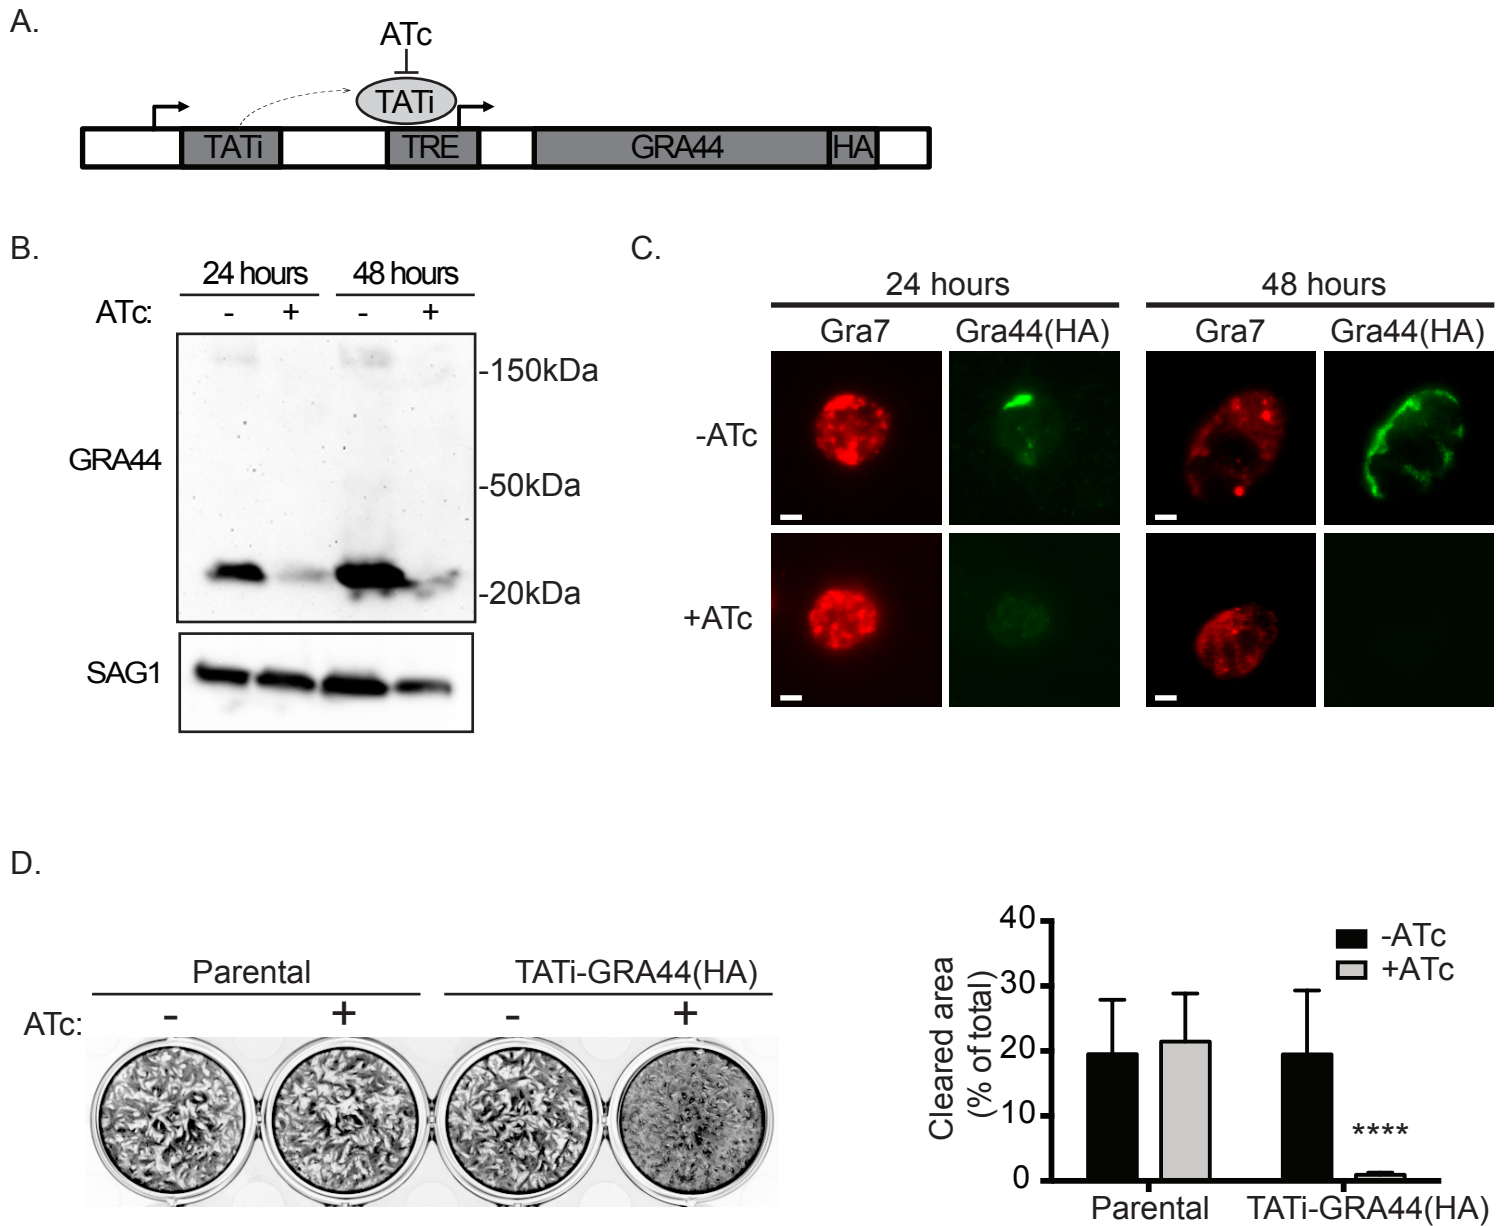 A.
ATc
TATi
TATi TRE GRA44 HA
B.
24 hours 48 hours
ATc: - + - +
GRA44
-150kDa
-50kDa
-20kDa
SAG1
C.
24 hours 48 hours
Gra7 Gra44(HA) Gra7 Gra44(HA)
-ATc
+ATc
D.
Parental TATi-GRA44(HA)
ATc: - + - +
Cleared area
(% of total)
40
30
20
10
0
-ATc
+ATc
****
Parental TATi-GRA44(HA)